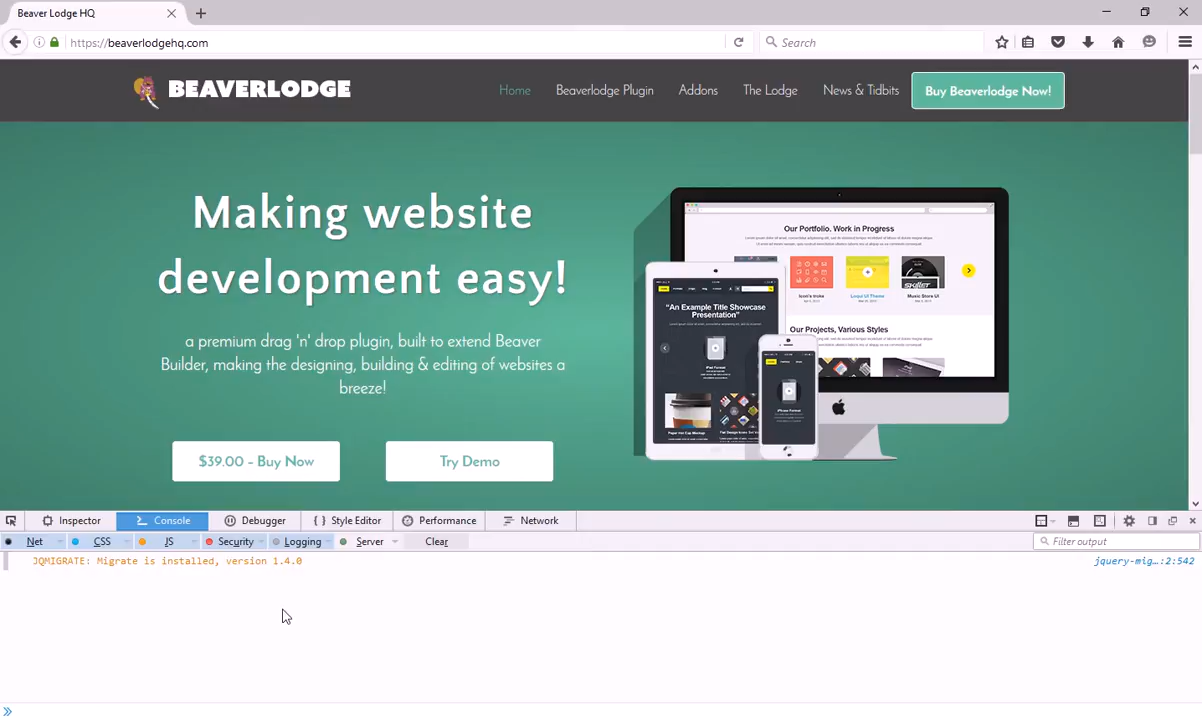 Beaver Lodge HQ
https://beaverlodgehq.com
Search
BEAVERLODGE
Home
Beaverlodge Plugin
Addons
The Lodge
News & Tidbits
Buy Beaverlodge Now!
Making website
development easy!
a premium drag 'n' drop plugin, built to extend Beaver
Builder, making the designing, building & editing of websites a
breeze!
$39.00 - Buy Now
Try Demo
Our Portfolio. Work in Progress
Music Store UI
Our Projects, Various Styles
"An Example Title Showcase
Presentation"
Inspector
Console
Debugger
Style Editor
Performance
Network
Net
CSS
JS
Security
Logging
Server
Clear
Filter output
JQMIGRATE: Migrate is installed, version 1.4.0
jquery-mig…:2:542